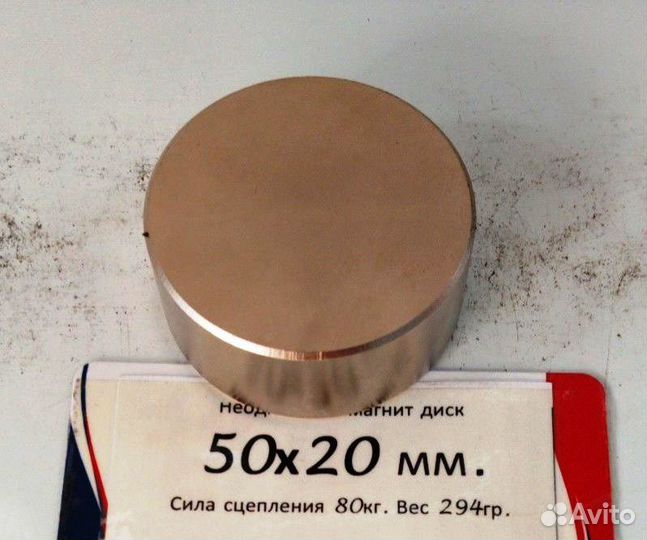 магнит диск
50x20 мм.
Сила сцепления 80кг. Вес 294гр.
Avito